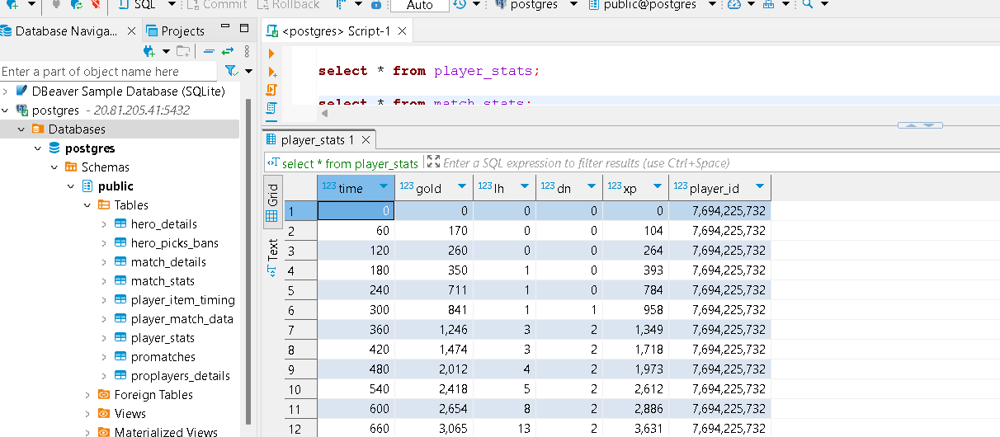 SQL Commit Rollback Auto postgres public@postgres
Database Naviga... Projects
Enter a part of object name here
DBeaver Sample Database (SQLite)
postgres - 20.81.205.41:5432
Databases
postgres
Schemas
public
Tables
hero_details
hero_picks_bans
match_details
match_stats
player_item_timing
player_match_data
player_stats
promatches
proplayers_details
Foreign Tables
Views
Materialized Views
<postgres> Script-1
select * from player_stats;
select * from match_stats;
player_stats 1
select * from player_stats Enter a SQL expression to filter results (use Ctrl+Space)
Grid
Text
123 time 123 gold 123 lh 123 dn 123 xp 123 player_id
1 0 0 0 0 0 7,694,225,732
2 60 170 0 0 104 7,694,225,732
3 120 260 0 0 264 7,694,225,732
4 180 350 1 0 393 7,694,225,732
5 240 711 1 0 784 7,694,225,732
6 300 841 1 1 958 7,694,225,732
7 360 1,246 3 2 1,349 7,694,225,732
8 420 1,474 3 2 1,718 7,694,225,732
9 480 2,012 4 2 1,973 7,694,225,732
10 540 2,418 5 2 2,612 7,694,225,732
11 600 2,654 8 2 2,886 7,694,225,732
12 660 3,065 13 2 3,631 7,694,225,732